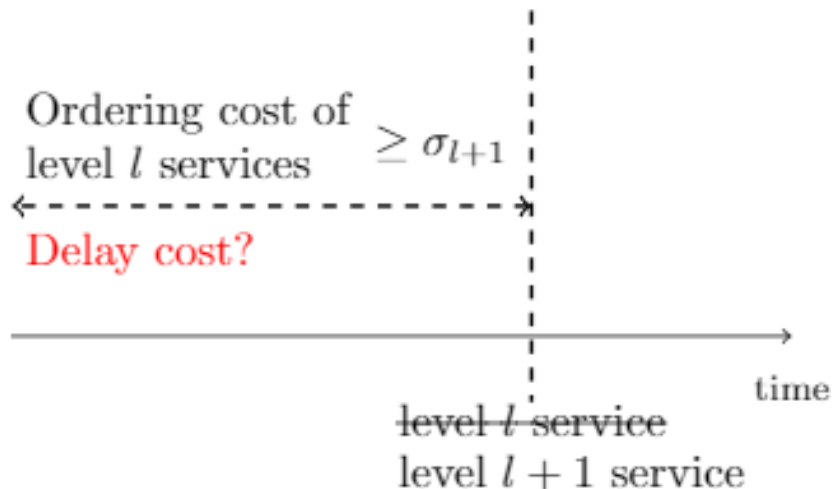 Ordering cost of
level l services
≥ σ_{l+1}
Delay cost?
time
level l service
level l + 1 service